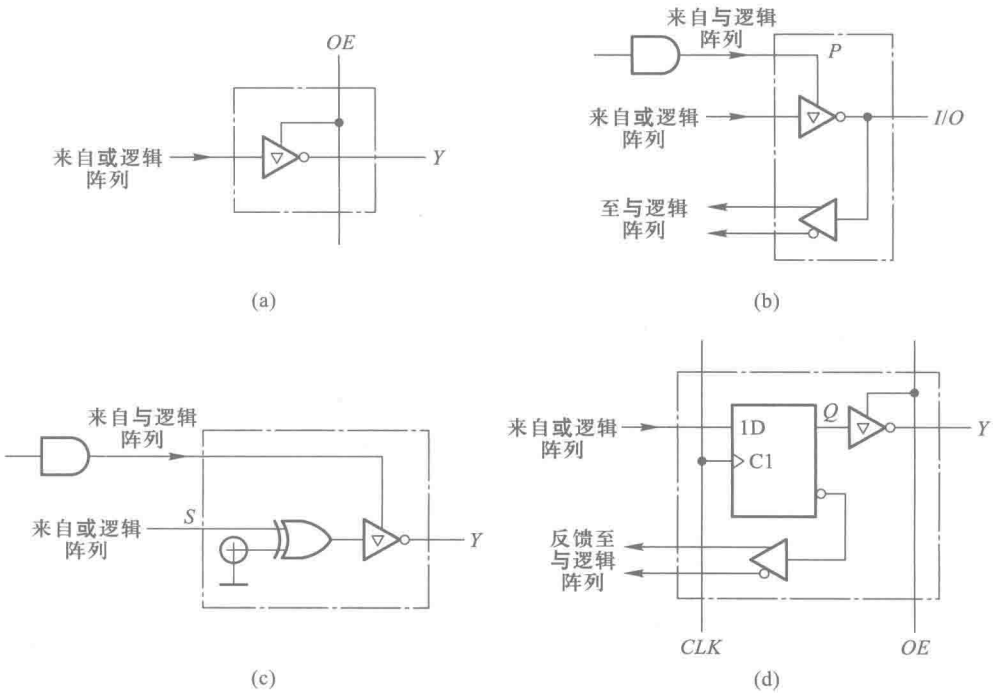 OE
来自或逻辑
阵列
Y
(a)
来自与逻辑
阵列
P
来自或逻辑
阵列
I/O
至与逻辑
阵列
(b)
来自与逻辑
阵列
来自或逻辑
阵列
S
Y
(c)
来自或逻辑
阵列
1D
C1
Q
Y
反馈至
与逻辑
阵列
CLK
OE
(d)